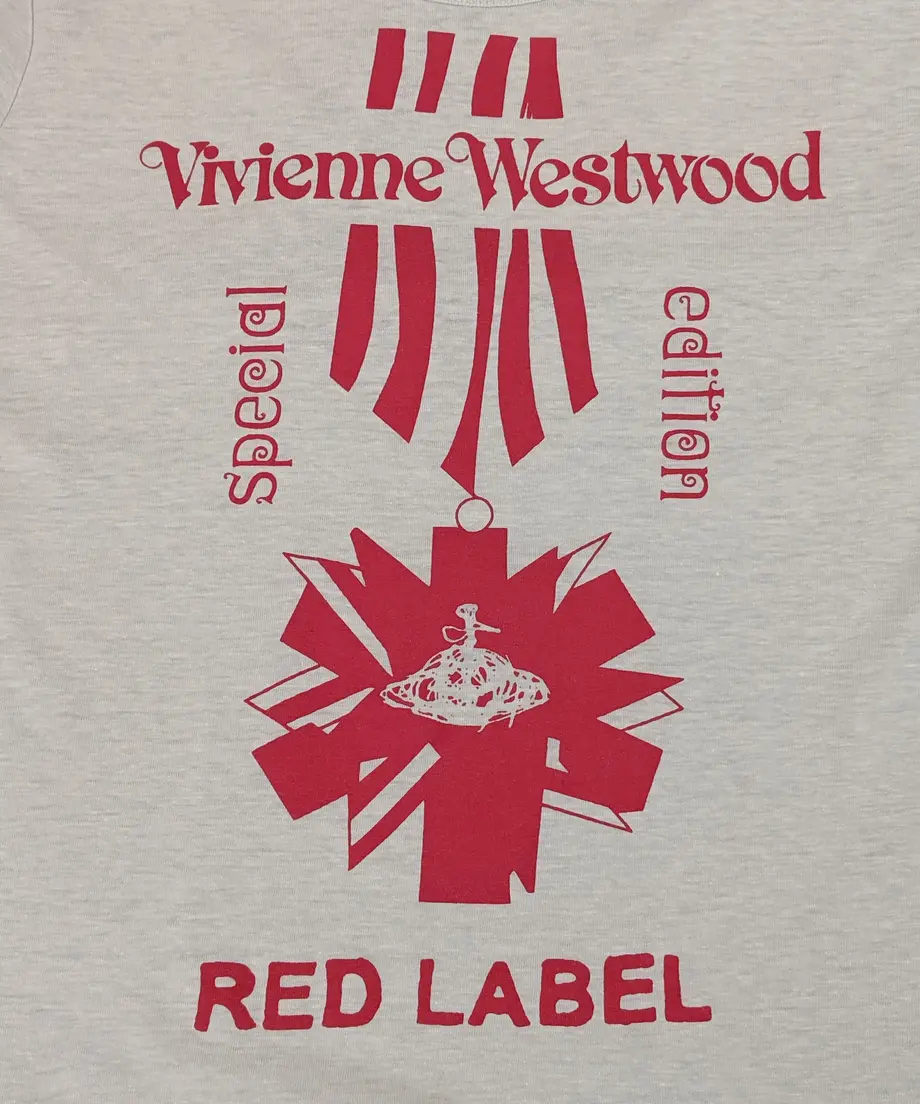 Vivienne Westwood
Special
edition
RED LABEL